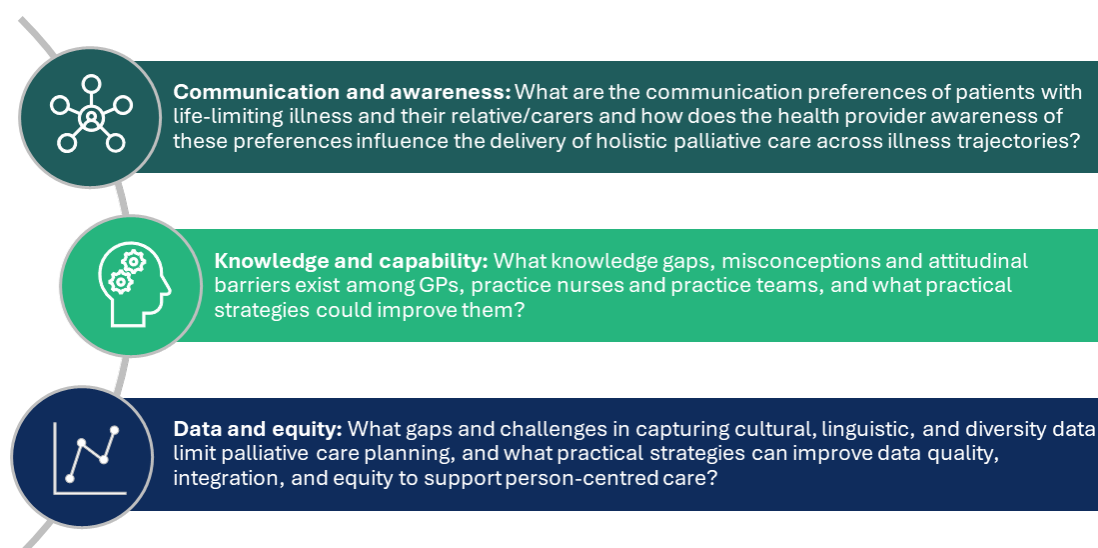 Communication and awareness: What are the communication preferences of patients with
life-limiting illness and their relative/carers and how does the health provider awareness of
these preferences influence the delivery of holistic palliative care across illness trajectories?
Knowledge and capability: What knowledge gaps, misconceptions and attitudinal
barriers exist among GPs, practice nurses and practice teams, and what practical
strategies could improve them?
Data and equity: What gaps and challenges in capturing cultural, linguistic, and diversity data
limit palliative care planning, and what practical strategies can improve data quality,
integration, and equity to support person-centred care?